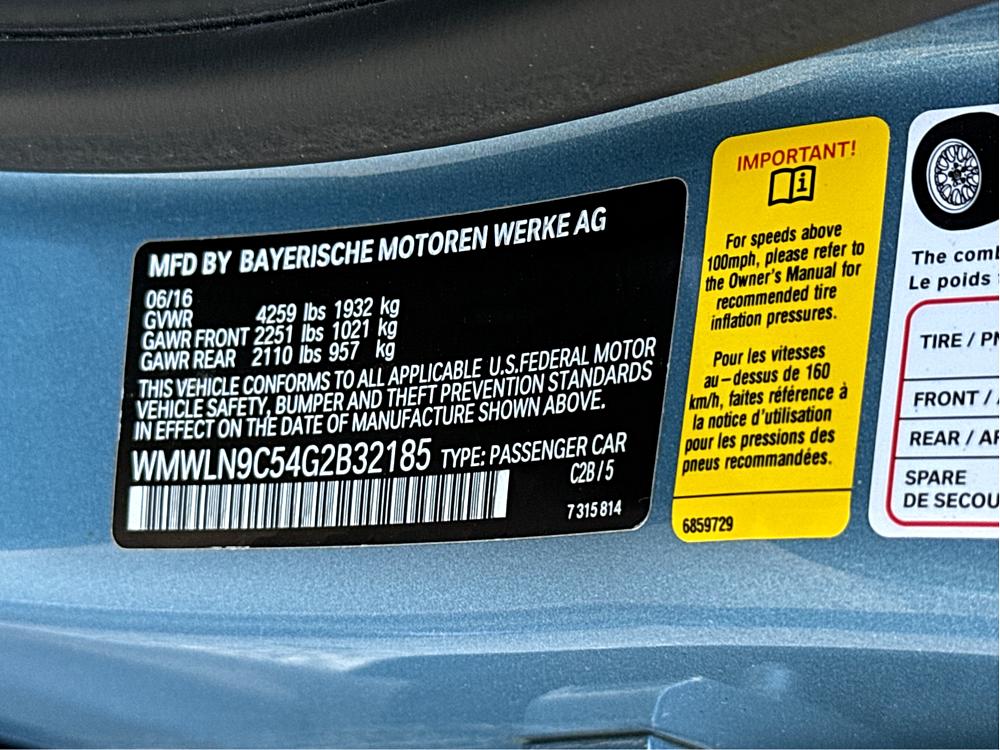 MFD BY BAYERISCHE MOTOREN WERKE AG
06/16
GVWR 4259 lbs 1932 kg
GAWR FRONT 2251 lbs 1021 kg
GAWR REAR 2110 lbs 957 kg
THIS VEHICLE CONFORMS TO ALL APPLICABLE U.S.FEDERAL MOTOR
VEHICLE SAFETY, BUMPER AND THEFT PREVENTION STANDARDS
IN EFFECT ON THE DATE OF MANUFACTURE SHOWN ABOVE.
WMWLN9C54G2B32185 TYPE: PASSENGER CAR
C2B / 5
7 315 814
IMPORTANT!
For speeds above
100mph, please refer to
the Owner's Manual for
recommended tire
inflation pressures.
Pour les vitesses
au-dessus de 160
km/h, faites référence à
la notice d'utilisation
pour les pressions des
pneus recommandées.
6859729
The
Le poids
TIRE /
FRONT /
REAR /
SPARE
DE